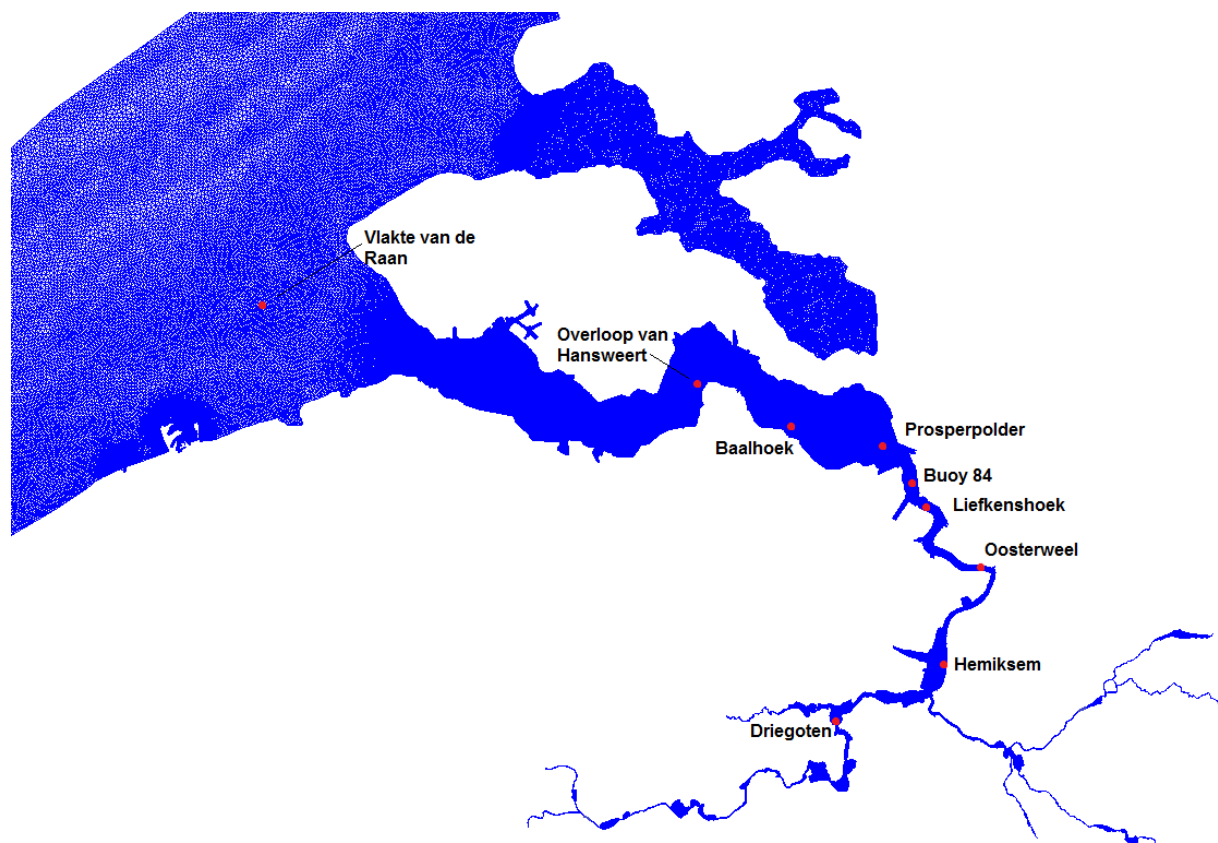 Vlakte van de
Raan
Overloop van
Hansweert
Prosperpolder
Baalhoek
Buoy 84
Liefkenshoek
Oosterweel
Hemiksem
Driegoten